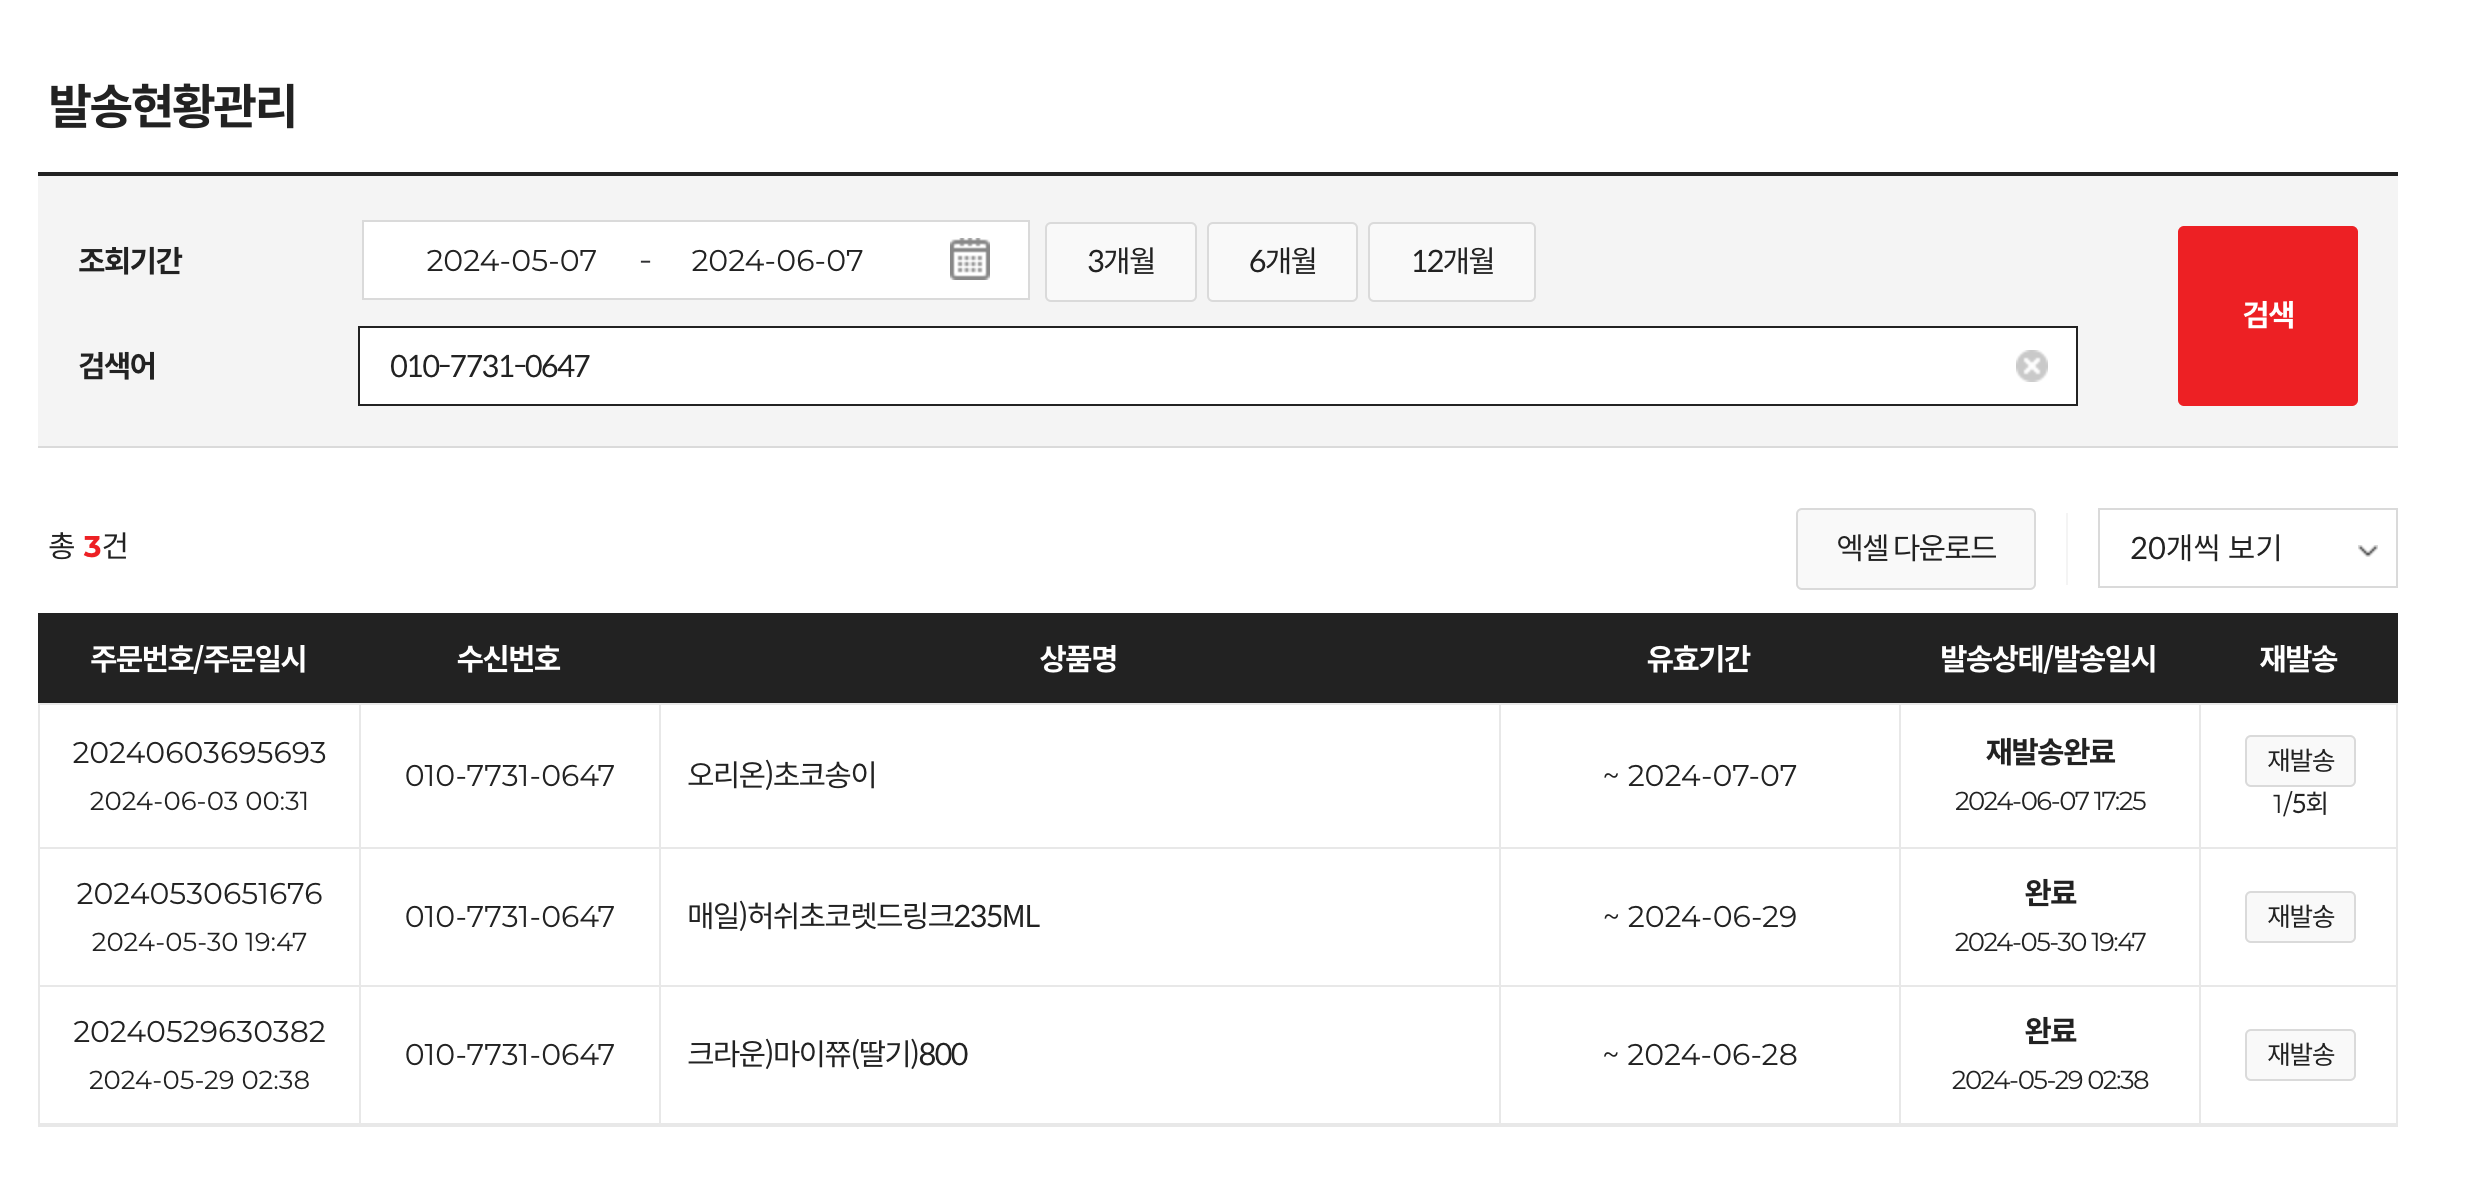 발송현황관리
조회기간 2024-05-07 - 2024-06-07 3개월 6개월 12개월
검색어 010-7731-0647
검색
총 3건
엑셀 다운로드 20개씩 보기
주문번호/주문일시 수신번호 상품명 유효기간 발송상태/발송일시 재발송
20240603695693
2024-06-03 00:31
010-7731-0647
오리온)초코송이
~ 2024-07-07
재발송완료
2024-06-07 17:25
재발송
1/5회
20240530651676
2024-05-30 19:47
010-7731-0647
매일)허쉬초코렛드링크235ML
~ 2024-06-29
완료
2024-05-30 19:47
재발송
20240529630382
2024-05-29 02:38
010-7731-0647
크라운)마이쮸(딸기)800
~ 2024-06-28
완료
2024-05-29 02:38
재발송